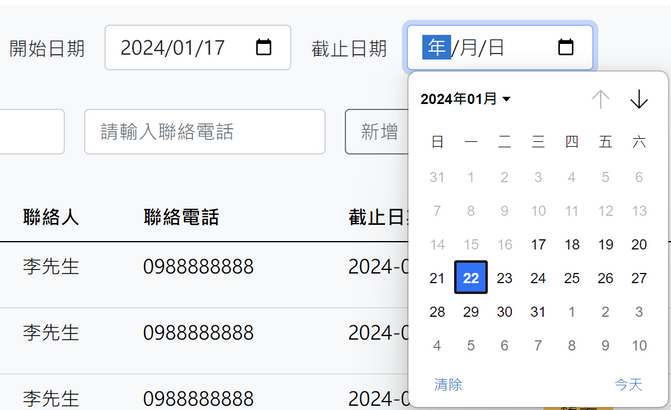 開始日期 2024/01/17 截止日期 年/月/日
請輸入聯絡電話 新增
2024年01月
日 一 二 三 四 五 六
31 1 2 3 4 5 6
7 8 9 10 11 12 13
14 15 16 17 18 19 20
21 22 23 24 25 26 27
28 29 30 31 1 2 3
4 5 6 7 8 9 10
清除 今天
聯絡人 聯絡電話 截止日
李先生 0988888888 2024-0
李先生 0988888888 2024-0
李先生 0988888888 2024-0